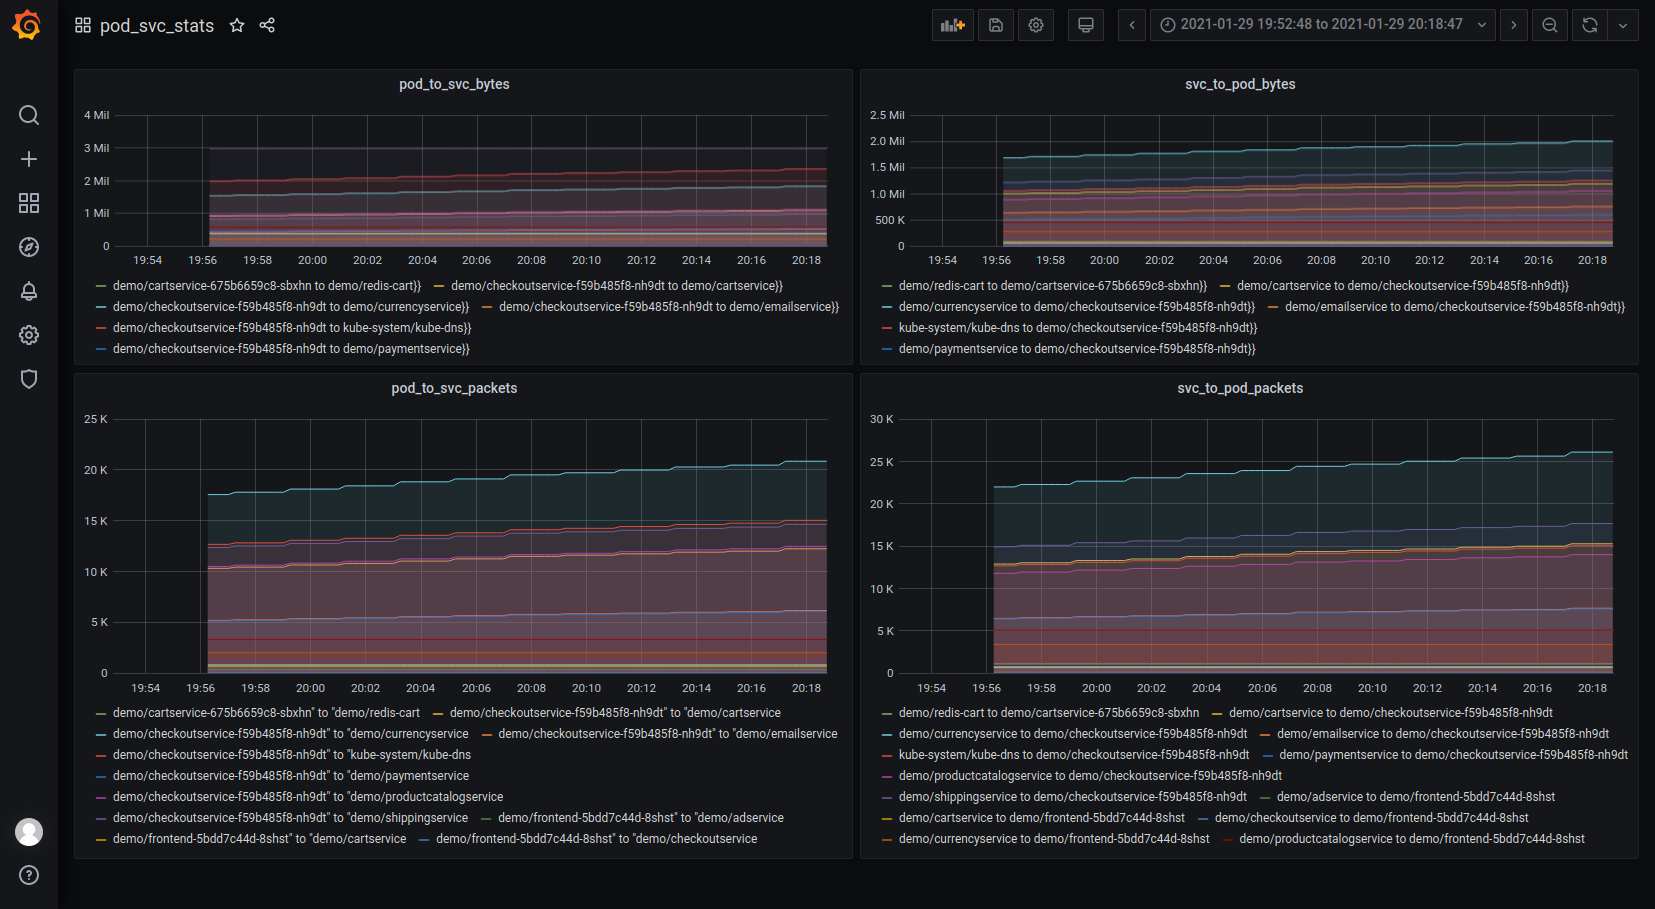 pod_svc_stats
2021-01-29 19:52:48 to 2021-01-29 20:18:47
pod_to_svc_bytes
4 Mil
3 Mil
2 Mil
1 Mil
0
19:54 19:56 19:58 20:00 20:02 20:04 20:06 20:08 20:10 20:12 20:14 20:16 20:18
demo/cartservice-675b6659c8-sbxhn to demo/redis-cart}} demo/checkoutservice-f59b485f8-nh9dt to demo/cartservice}}
demo/checkoutservice-f59b485f8-nh9dt to demo/currencyservice}} demo/checkoutservice-f59b485f8-nh9dt to demo/emailservice}}
demo/checkoutservice-f59b485f8-nh9dt to kube-system/kube-dns}}
demo/checkoutservice-f59b485f8-nh9dt to demo/paymentservice}}
svc_to_pod_bytes
2.5 Mil
2.0 Mil
1.5 Mil
1.0 Mil
500 K
0
19:54 19:56 19:58 20:00 20:02 20:04 20:06 20:08 20:10 20:12 20:14 20:16 20:18
demo/redis-cart to demo/cartservice-675b6659c8-sbxhn}} demo/cartservice to demo/checkoutservice-f59b485f8-nh9dt}}
demo/currencyservice to demo/checkoutservice-f59b485f8-nh9dt}} demo/emailservice to demo/checkoutservice-f59b485f8-nh9dt}}
kube-system/kube-dns to demo/checkoutservice-f59b485f8-nh9dt}}
demo/paymentservice to demo/checkoutservice-f59b485f8-nh9dt}}
pod_to_svc_packets
25 K
20 K
15 K
10 K
5 K
0
19:54 19:56 19:58 20:00 20:02 20:04 20:06 20:08 20:10 20:12 20:14 20:16 20:18
demo/cartservice-675b6659c8-sbxhn" to "demo/redis-cart demo/checkoutservice-f59b485f8-nh9dt" to "demo/cartservice
demo/checkoutservice-f59b485f8-nh9dt" to "demo/currencyservice demo/checkoutservice-f59b485f8-nh9dt" to "demo/emailservice
demo/checkoutservice-f59b485f8-nh9dt" to "kube-system/kube-dns
demo/checkoutservice-f59b485f8-nh9dt" to "demo/paymentservice
demo/checkoutservice-f59b485f8-nh9dt" to "demo/productcatalogservice
demo/checkoutservice-f59b485f8-nh9dt" to "demo/shippingservice demo/frontend-5bdd7c44d-8shst" to "demo/adservice
demo/frontend-5bdd7c44d-8shst" to "demo/cartservice demo/frontend-5bdd7c44d-8shst" to "demo/checkoutservice
svc_to_pod_packets
30 K
25 K
20 K
15 K
10 K
5 K
0
19:54 19:56 19:58 20:00 20:02 20:04 20:06 20:08 20:10 20:12 20:14 20:16 20:18
demo/redis-cart to demo/cartservice-675b6659c8-sbxhn demo/cartservice to demo/checkoutservice-f59b485f8-nh9dt
demo/currencyservice to demo/checkoutservice-f59b485f8-nh9dt demo/emailservice to demo/checkoutservice-f59b485f8-nh9dt
kube-system/kube-dns to demo/checkoutservice-f59b485f8-nh9dt demo/paymentservice to demo/checkoutservice-f59b485f8-nh9dt
demo/productcatalogservice to demo/checkoutservice-f59b485f8-nh9dt
demo/shippingservice to demo/checkoutservice-f59b485f8-nh9dt demo/adservice to demo/frontend-5bdd7c44d-8shst
demo/cartservice to demo/frontend-5bdd7c44d-8shst demo/checkoutservice to demo/frontend-5bdd7c44d-8shst
demo/currencyservice to demo/frontend-5bdd7c44d-8shst demo/productcatalogservice to demo/frontend-5bdd7c44d-8shst